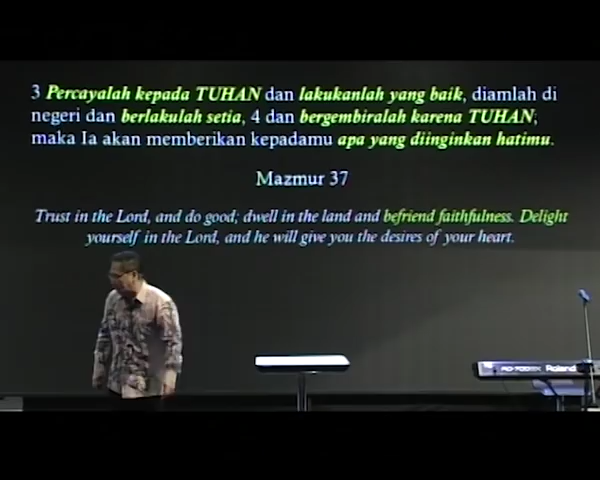 3 Percayalah kepada TUHAN dan lakukanlah yang baik, diamlah di
negeri dan berlakulah setia, 4 dan bergembiralah karena TUHAN;
maka Ia akan memberikan kepadamu apa yang diinginkan hatimu.
Mazmur 37
Trust in the Lord, and do good; dwell in the land and befriend faithfulness. Delight
yourself in the Lord, and he will give you the desires of your heart.
Roland